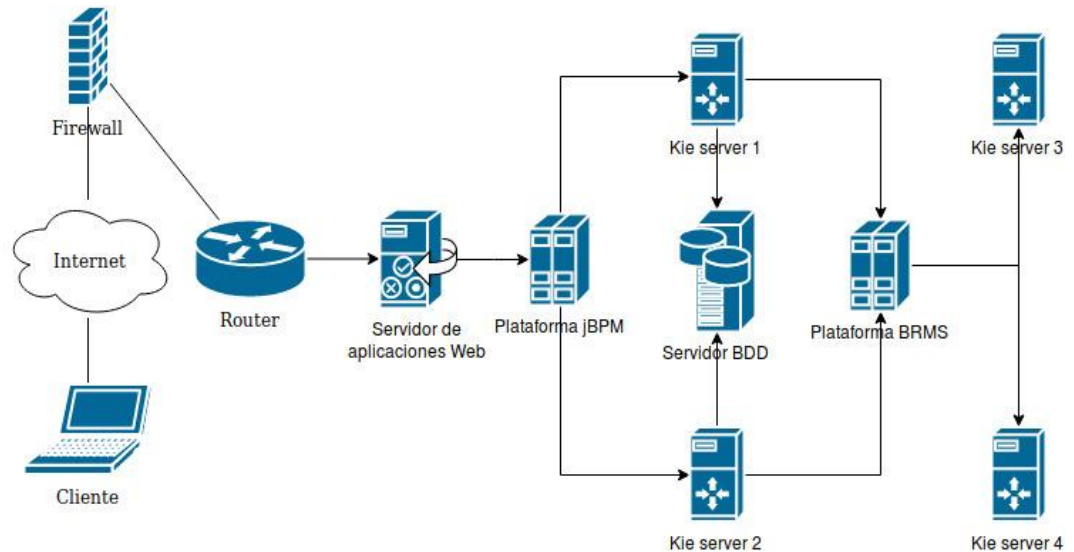 Firewall
Internet
Cliente
Router
Servidor de
aplicaciones Web
Plataforma jBPM
Kie server 1
Servidor BDD
Kie server 2
Plataforma BRMS
Kie server 3
Kie server 4